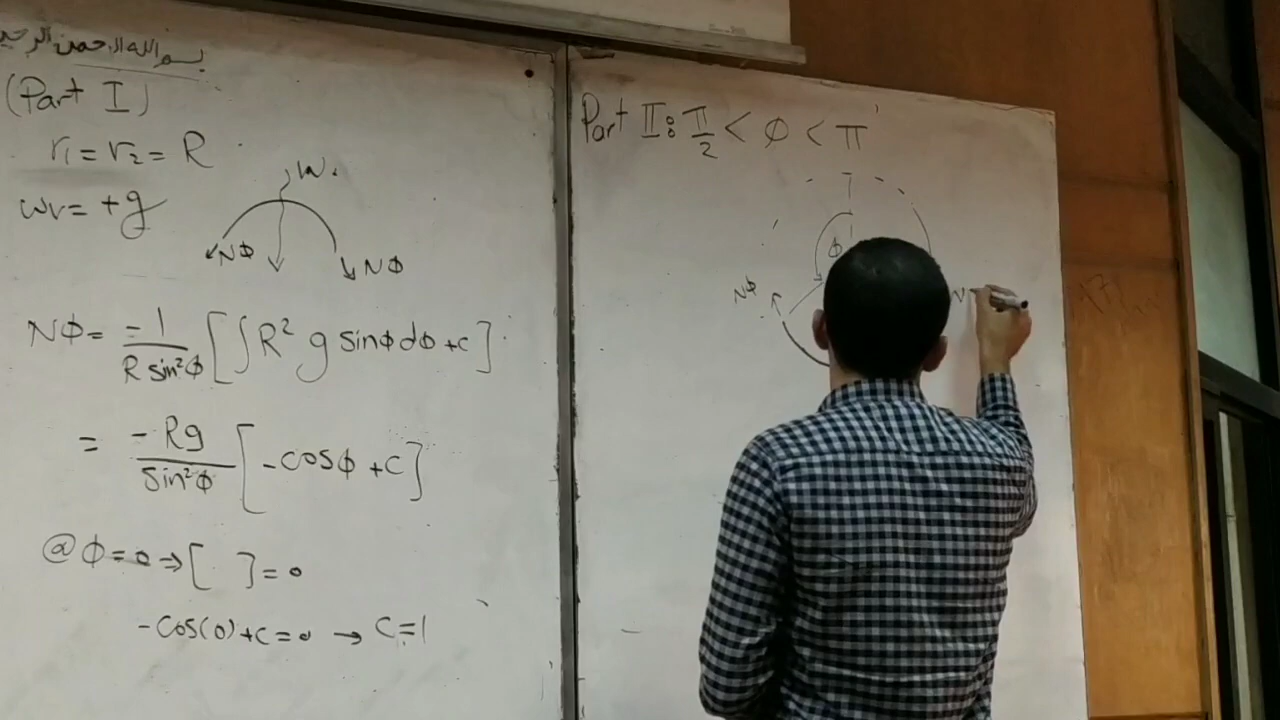 بسم الله الرحمن الرحيم
(Part I)
r₁ = r₂ = R
wv = +g
W.
NΦ
NΦ
NΦ = -1/(R sin²Φ) [∫R² g sinΦ dΦ + c]
= -Rg/(sin²Φ) [-cosΦ + c]
@ Φ = 0 ⇒ [ ] = 0
-cos(0) + c = 0 → c = 1
Part II: π/2 < Φ < π
Φ
NΦ
N